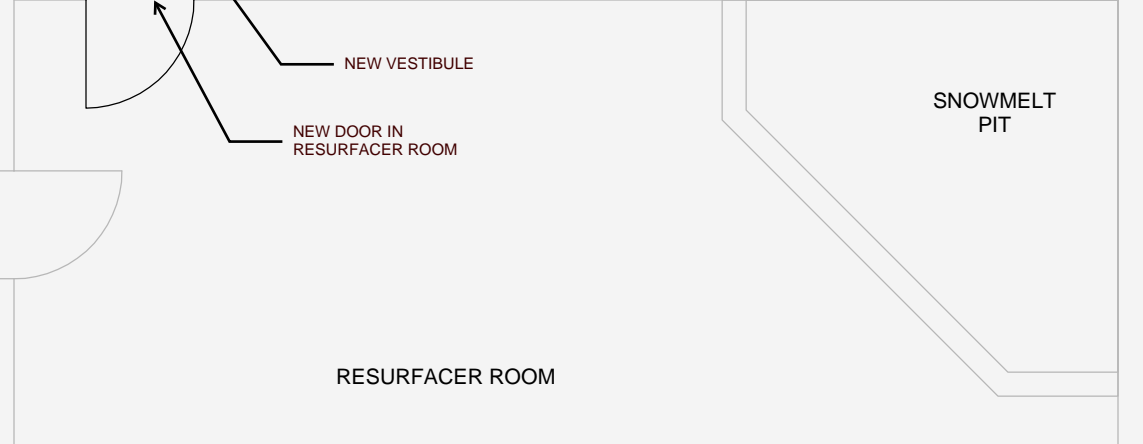 NEW VESTIBULE
SNOWMELT
PIT
NEW DOOR IN
RESURFACER ROOM
RESURFACER ROOM